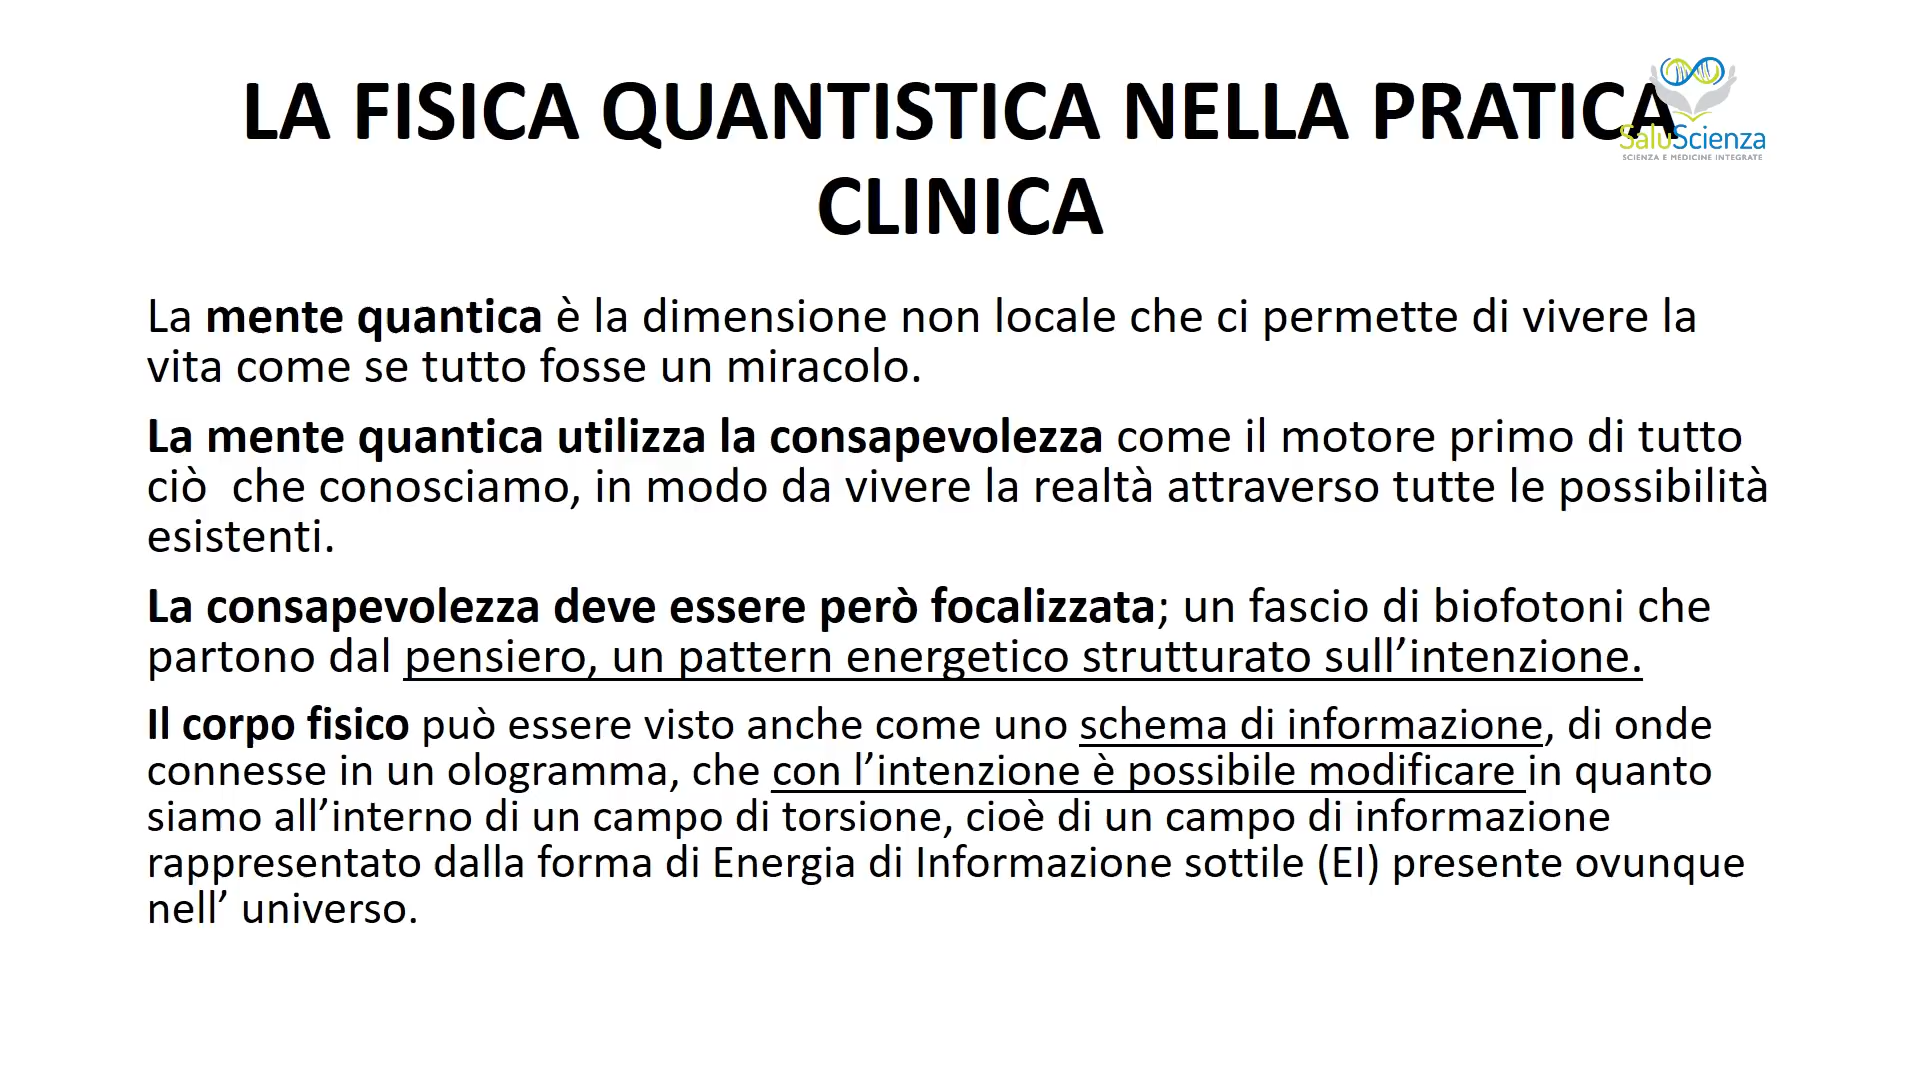 LA FISICA QUANTISTICA NELLA PRATICA
CLINICA
SaluScienza
SCIENZA E MEDICINE INTEGRATE
La mente quantica è la dimensione non locale che ci permette di vivere la
vita come se tutto fosse un miracolo.
La mente quantica utilizza la consapevolezza come il motore primo di tutto
ciò  che conosciamo, in modo da vivere la realtà attraverso tutte le possibilità
esistenti.
La consapevolezza deve essere però focalizzata; un fascio di biofotoni che
partono dal pensiero, un pattern energetico strutturato sull’intenzione.
Il corpo fisico può essere visto anche come uno schema di informazione, di onde
connesse in un ologramma, che con l’intenzione è possibile modificare in quanto
siamo all’interno di un campo di torsione, cioè di un campo di informazione
rappresentato dalla forma di Energia di Informazione sottile (EI) presente ovunque
nell’ universo.